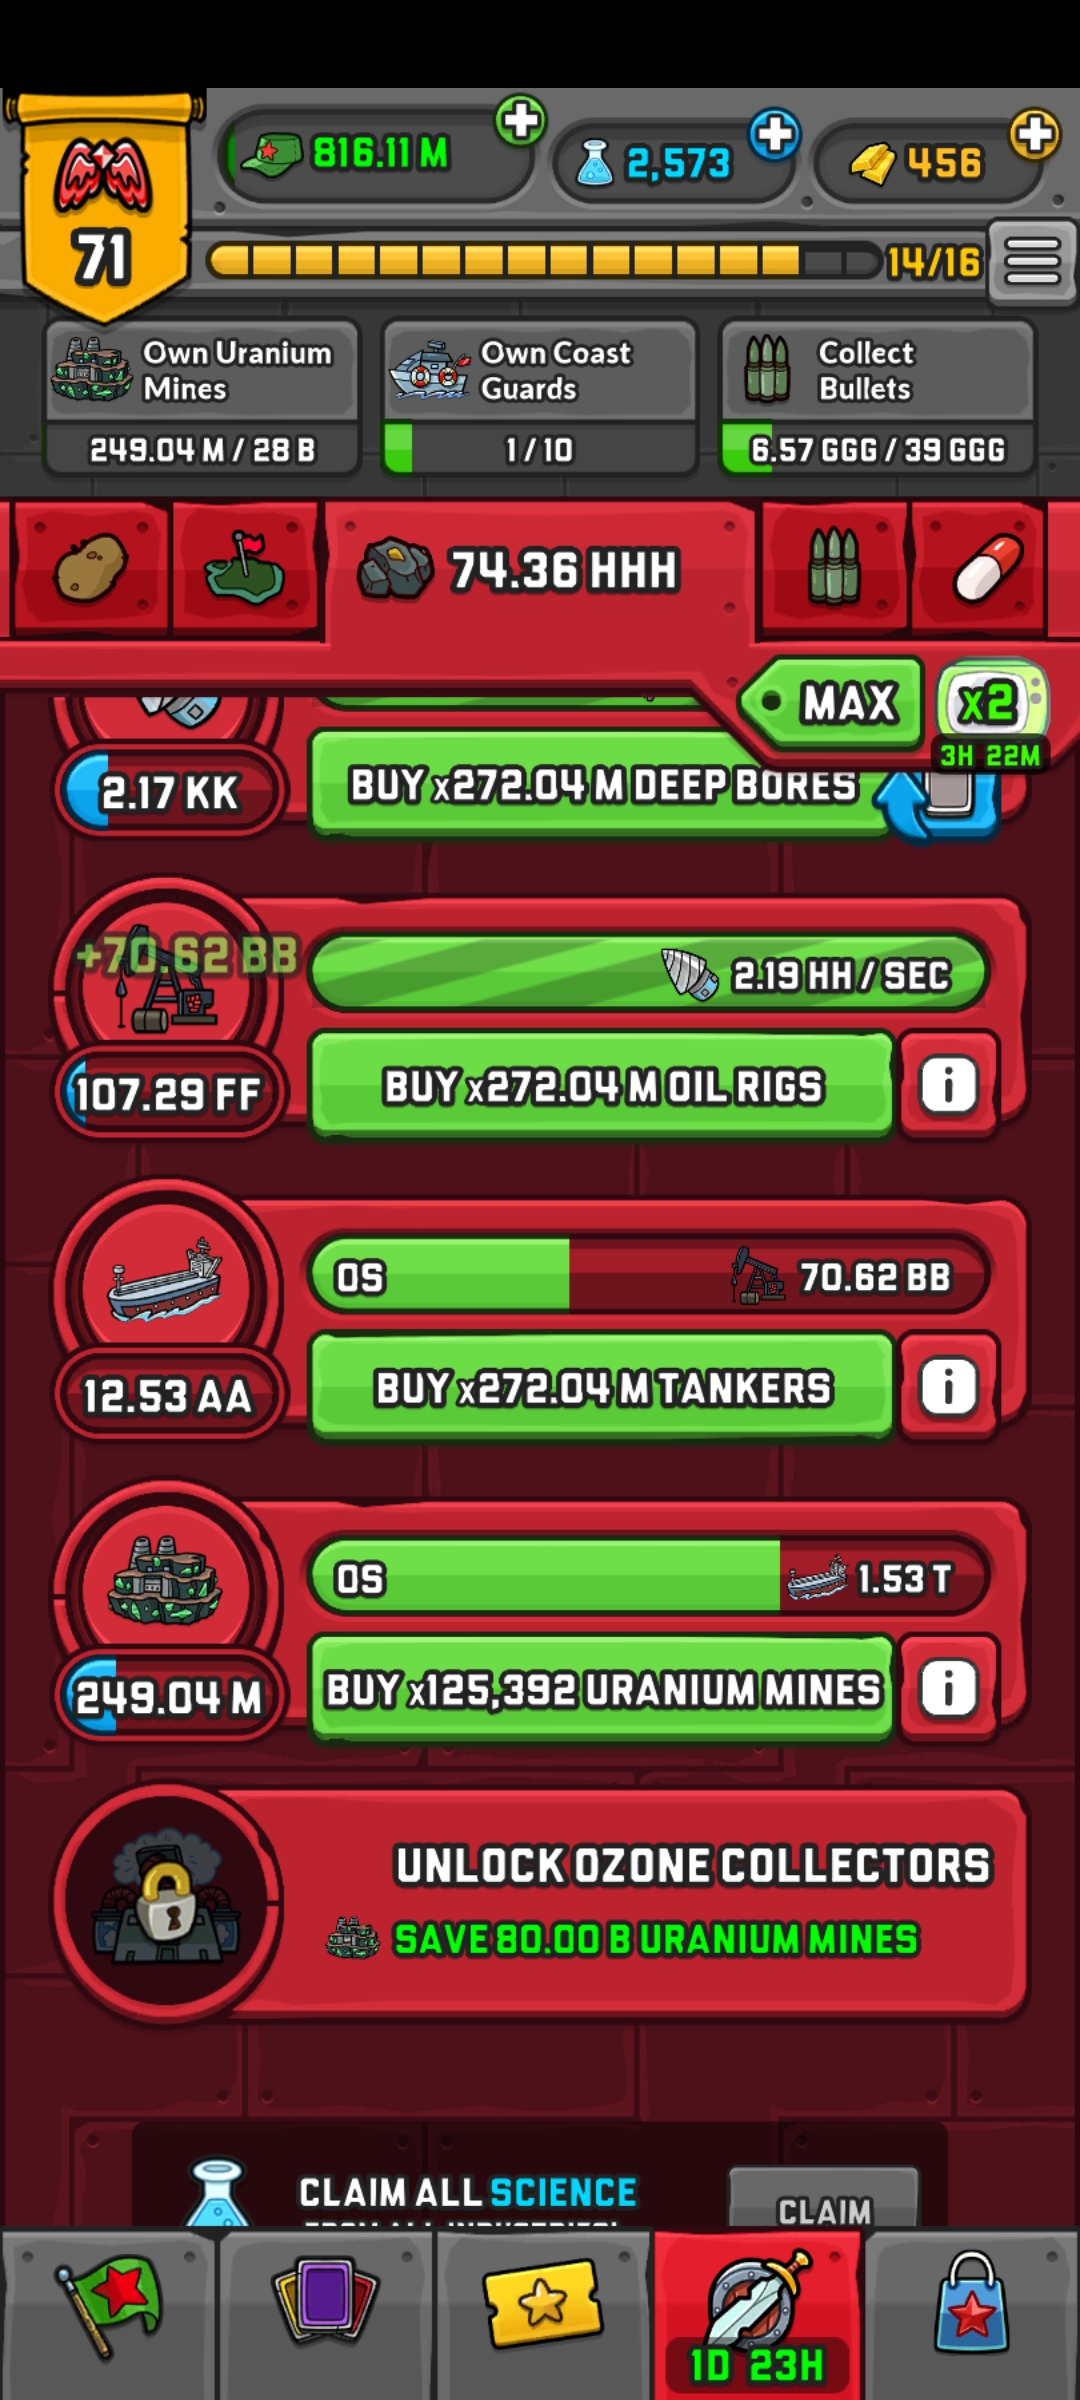 816.11 M
2,573
456
71
14/16
Own Uranium
Mines
249.04 M / 28 B
Own Coast
Guards
1 / 10
Collect
Bullets
6.57 GGG / 39 GGG
74.36 HHH
MAX
x2
3H 22M
2.17 KK
BUY x272.04 M DEEP BORES
+70.62 BB
2.19 HH / SEC
107.29 FF
BUY x272.04 M OIL RIGS
i
0S
70.62 BB
12.53 AA
BUY x272.04 M TANKERS
i
0S
1.53 T
249.04 M
BUY x125,392 URANIUM MINES
i
UNLOCK OZONE COLLECTORS
SAVE 80.00 B URANIUM MINES
CLAIM ALL SCIENCE
FROM ALL INDUSTRIES!
CLAIM
1D 23H